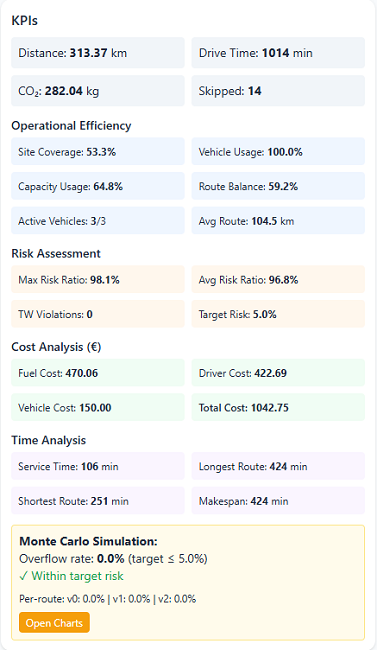 KPIs
Distance: 313.37 km Drive Time: 1014 min
CO₂: 282.04 kg Skipped: 14
Operational Efficiency
Site Coverage: 53.3% Vehicle Usage: 100.0%
Capacity Usage: 64.8% Route Balance: 59.2%
Active Vehicles: 3/3 Avg Route: 104.5 km
Risk Assessment
Max Risk Ratio: 98.1% Avg Risk Ratio: 96.8%
TW Violations: 0 Target Risk: 5.0%
Cost Analysis (€)
Fuel Cost: 470.06 Driver Cost: 422.69
Vehicle Cost: 150.00 Total Cost: 1042.75
Time Analysis
Service Time: 106 min Longest Route: 424 min
Shortest Route: 251 min Makespan: 424 min
Monte Carlo Simulation:
Overflow rate: 0.0% (target ≤ 5.0%)
✓ Within target risk
Per-route: v0: 0.0% | v1: 0.0% | v2: 0.0%
Open Charts